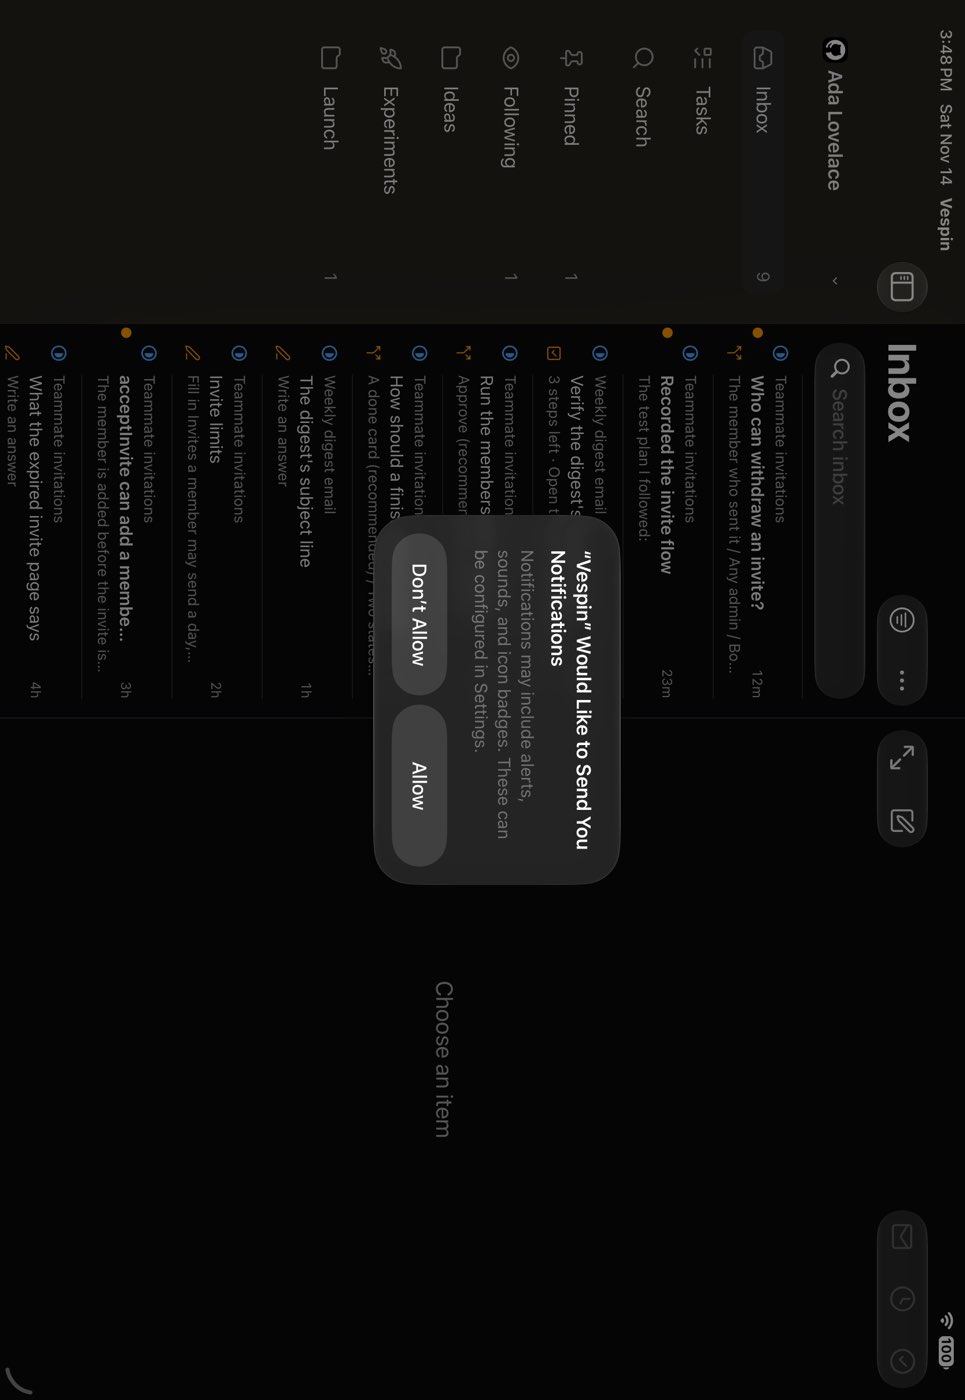 3:48 PM Sat Nov 14 Vespin
100
Ada Lovelace
Inbox 9
Tasks
Search
Pinned 1
Following 1
Ideas
Experiments
Launch 1
Inbox
Search inbox
Teammate invitations
Who can withdraw an invite? 12m
The member who sent it / Any admin / Bo...
Teammate invitations
Recorded the invite flow 23m
The test plan I followed:
Weekly digest email
Verify the digest's
3 steps left · Open t
Teammate invitation
Run the members
Approve (recommen
Teammate invitation
How should a finis
A done card (recommended) / Two states...
Weekly digest email
The digest's subject line 1h
Write an answer
Teammate invitations
Invite limits 2h
Fill in Invites a member may send a day,...
Teammate invitations
acceptInvite can add a membe... 3h
The member is added before the invite is...
Teammate invitations
What the expired invite page says 4h
Write an answer
“Vespin” Would Like to Send You
Notifications
Notifications may include alerts,
sounds, and icon badges. These can
be configured in Settings.
Don’t Allow
Allow
Choose an item